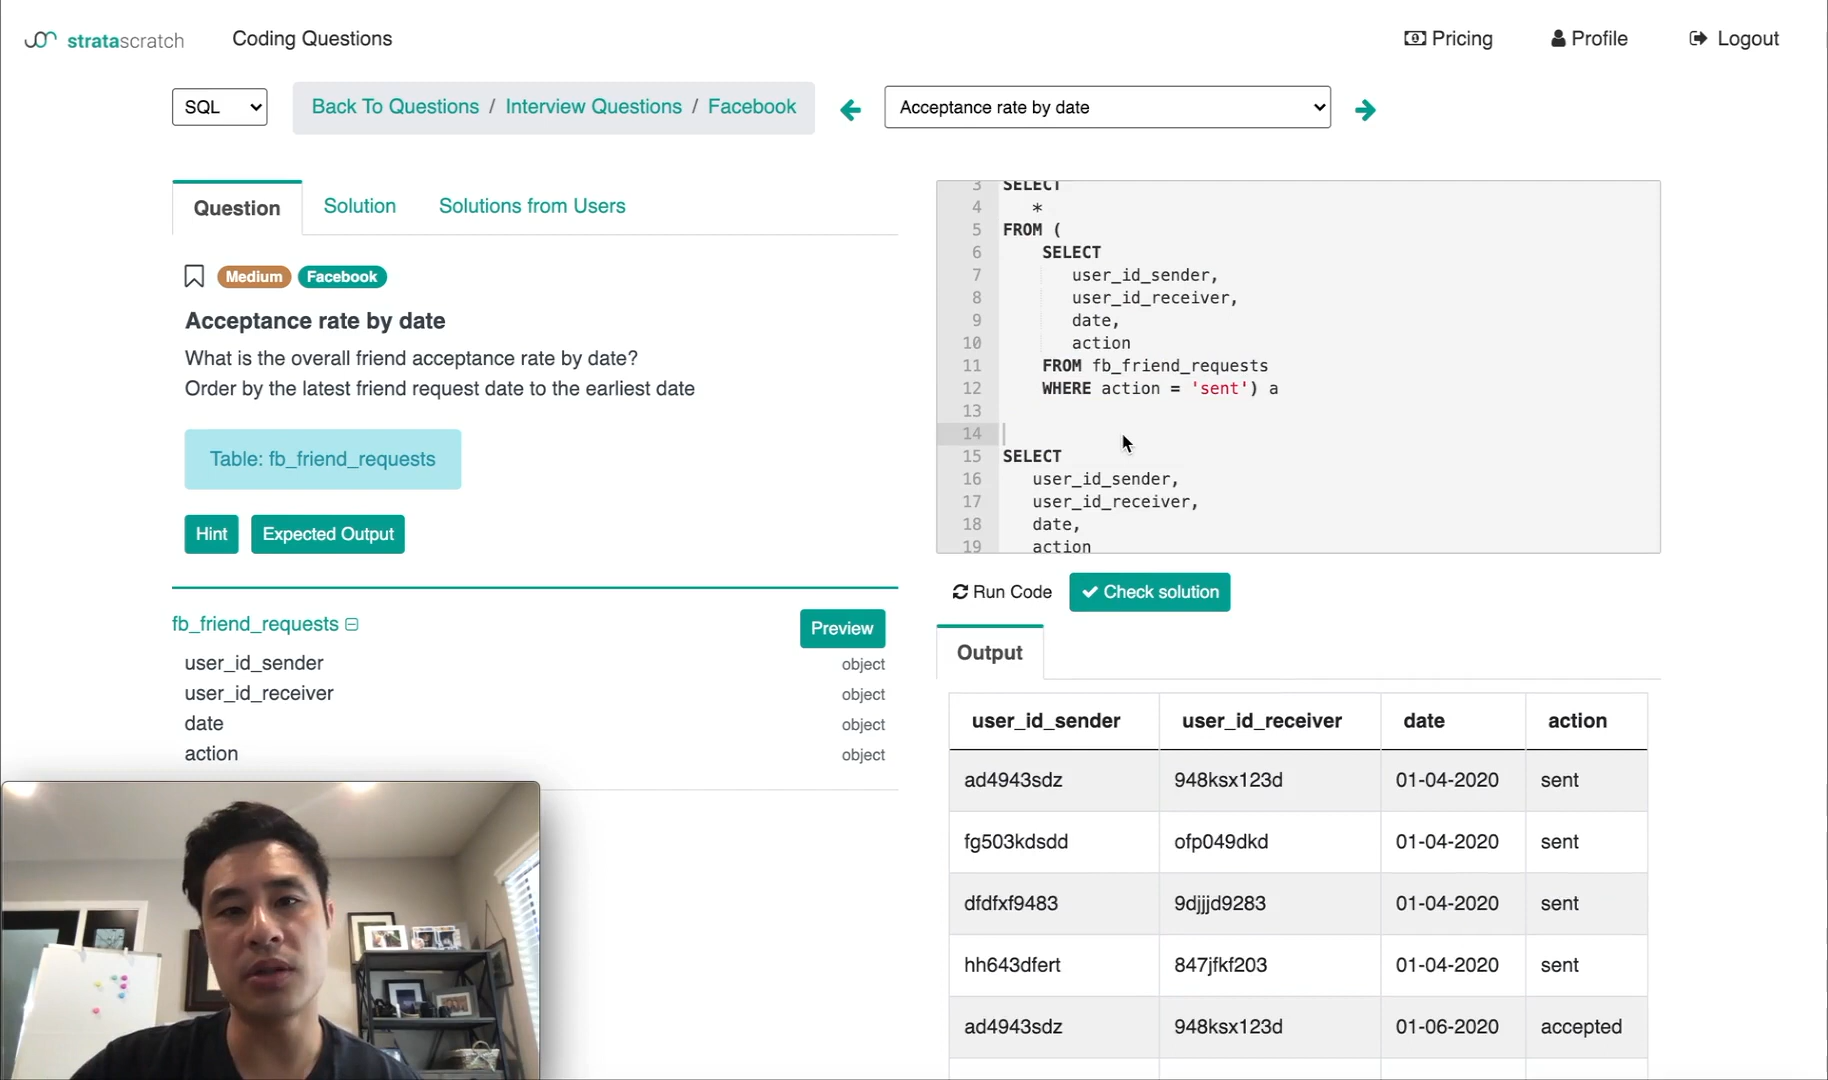 stratascratch
Coding Questions
Pricing
Profile
Logout
SQL
Back To Questions / Interview Questions / Facebook
Acceptance rate by date
Question
Solution
Solutions from Users
Medium
Facebook
Acceptance rate by date
What is the overall friend acceptance rate by date?
Order by the latest friend request date to the earliest date
Table: fb_friend_requests
Hint
Expected Output
fb_friend_requests
Preview
user_id_sender object
user_id_receiver object
date object
action object
3 SELECT
4 *
5 FROM (
6 SELECT
7 user_id_sender,
8 user_id_receiver,
9 date,
10 action
11 FROM fb_friend_requests
12 WHERE action = 'sent') a
13
14
15 SELECT
16 user_id_sender,
17 user_id_receiver,
18 date,
19 action
Run Code
Check solution
Output
user_id_sender user_id_receiver date action
ad4943sdz 948ksx123d 01-04-2020 sent
fg503kdsdd ofp049dkd 01-04-2020 sent
dfdfxf9483 9djjjd9283 01-04-2020 sent
hh643dfert 847jfkf203 01-04-2020 sent
ad4943sdz 948ksx123d 01-06-2020 accepted